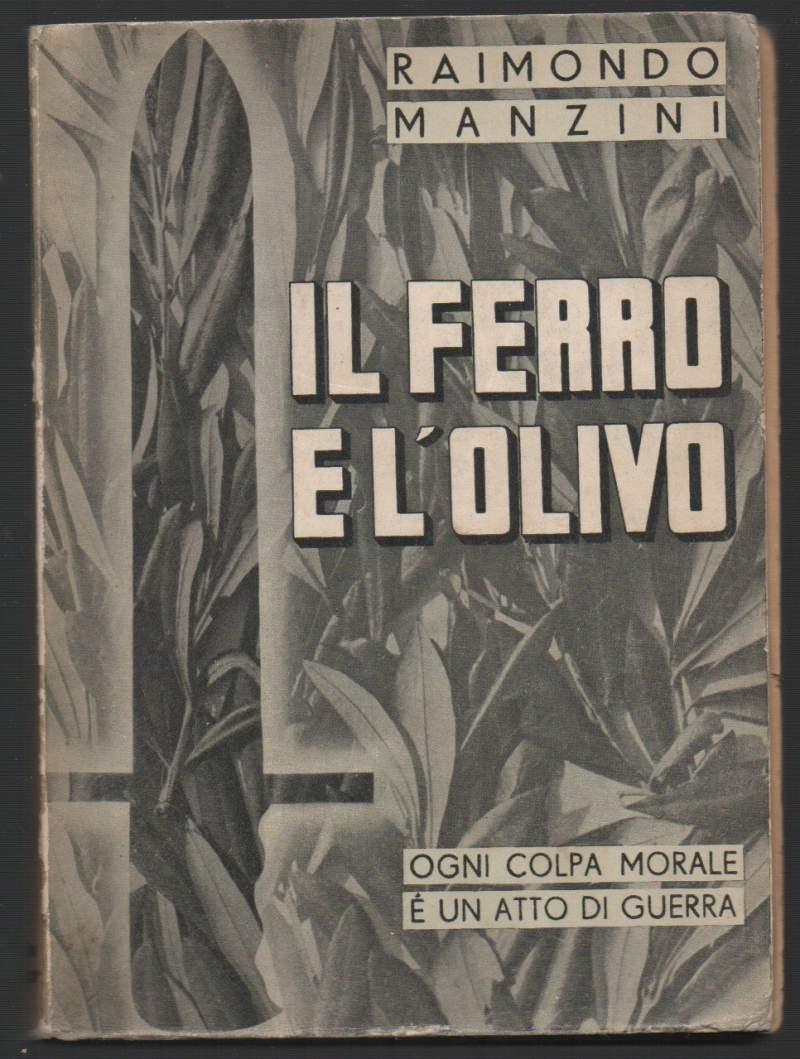 RAIMONDO
MANZINI
IL FERRO
E L'OLIVO
OGNI COLPA MORALE
É UN ATTO DI GUERRA